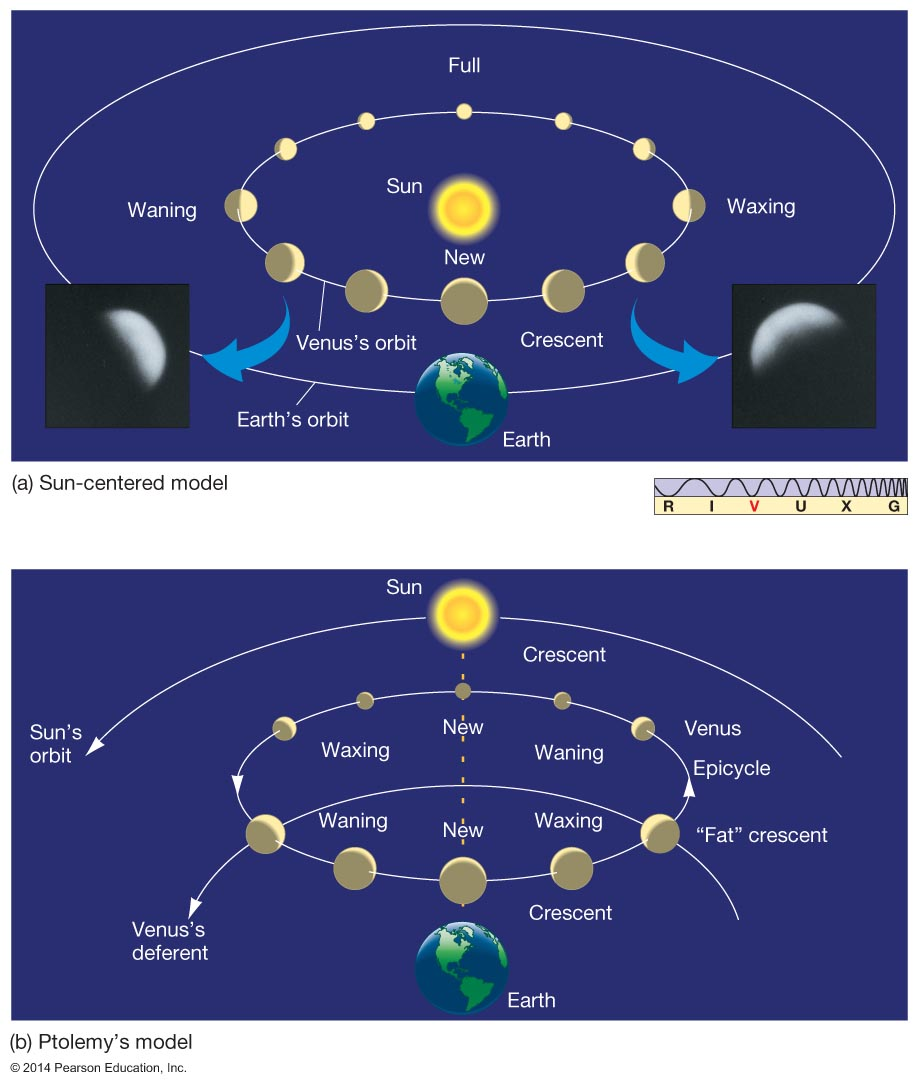 Full
Sun
Waning
Waxing
New
Venus's orbit
Crescent
Earth's orbit
Earth
(a) Sun-centered model
R I V U X G
Sun
Crescent
Sun's
orbit
New
Venus
Waxing
Waning
Epicycle
Waning
New
Waxing
“Fat” crescent
Crescent
Venus's
deferent
Earth
(b) Ptolemy's model
© 2014 Pearson Education, Inc.